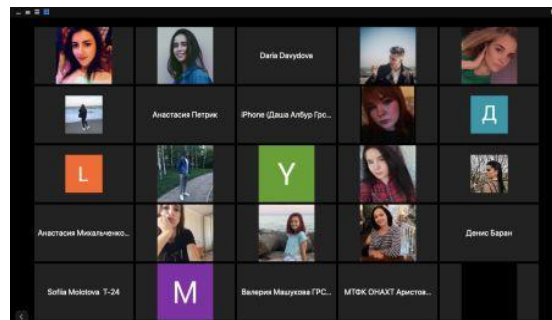 Daria Davydova
Анастасия Петрик
iPhone (Даша Албур Грс...
Д
L
Y
Анастасия Михальченко...
Денис Баран
Sofiia Molotova T-24
M
Валерия Машукова ГРС...
МТФК ОНАХТ Аристов...